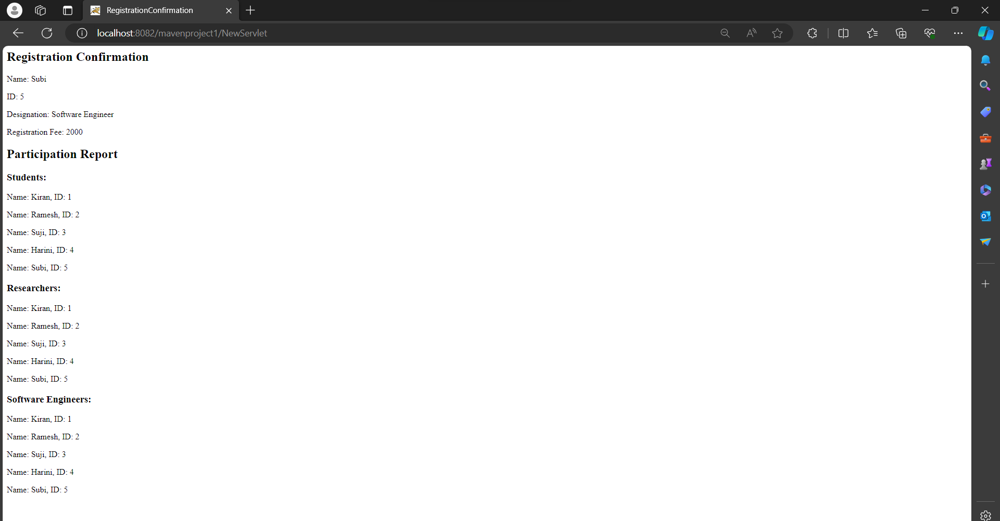 RegistrationConfirmation
localhost:8082/mavenproject1/NewServlet
Registration Confirmation
Name: Subi
ID: 5
Designation: Software Engineer
Registration Fee: 2000
Participation Report
Students:
Name: Kiran, ID: 1
Name: Ramesh, ID: 2
Name: Suji, ID: 3
Name: Harini, ID: 4
Name: Subi, ID: 5
Researchers:
Name: Kiran, ID: 1
Name: Ramesh, ID: 2
Name: Suji, ID: 3
Name: Harini, ID: 4
Name: Subi, ID: 5
Software Engineers:
Name: Kiran, ID: 1
Name: Ramesh, ID: 2
Name: Suji, ID: 3
Name: Harini, ID: 4
Name: Subi, ID: 5